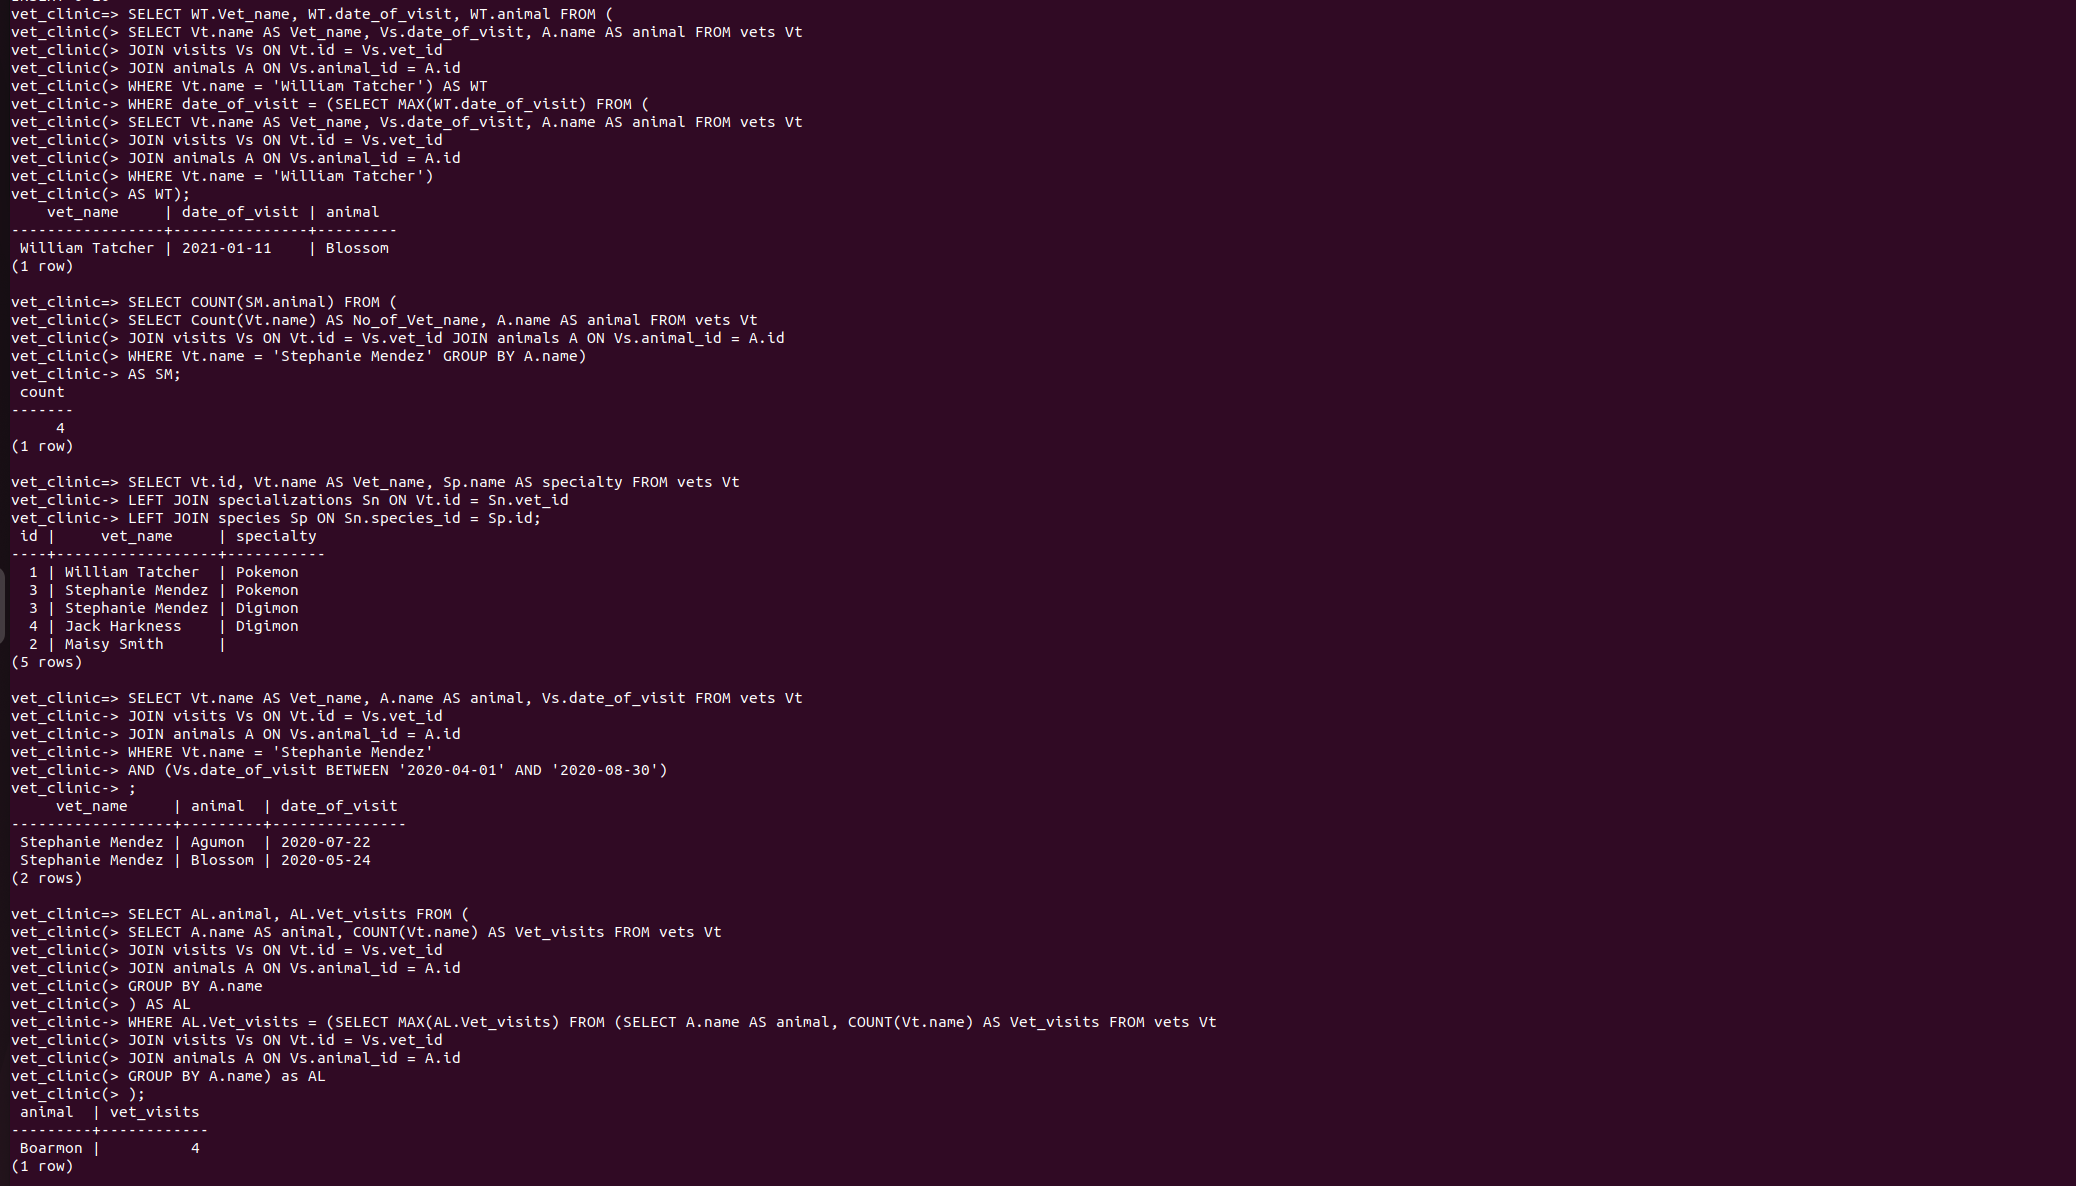 vet_clinic=> SELECT WT.Vet_name, WT.date_of_visit, WT.animal FROM (
vet_clinic(> SELECT Vt.name AS Vet_name, Vs.date_of_visit, A.name AS animal FROM vets Vt
vet_clinic(> JOIN visits Vs ON Vt.id = Vs.vet_id
vet_clinic(> JOIN animals A ON Vs.animal_id = A.id
vet_clinic(> WHERE Vt.name = 'William Tatcher') AS WT
vet_clinic-> WHERE date_of_visit = (SELECT MAX(WT.date_of_visit) FROM (
vet_clinic(> SELECT Vt.name AS Vet_name, Vs.date_of_visit, A.name AS animal FROM vets Vt
vet_clinic(> JOIN visits Vs ON Vt.id = Vs.vet_id
vet_clinic(> JOIN animals A ON Vs.animal_id = A.id
vet_clinic(> WHERE Vt.name = 'William Tatcher')
vet_clinic(> AS WT);
    vet_name     | date_of_visit | animal
-----------------+---------------+---------
 William Tatcher | 2021-01-11    | Blossom
(1 row)

vet_clinic=> SELECT COUNT(SM.animal) FROM (
vet_clinic(> SELECT Count(Vt.name) AS No_of_Vet_name, A.name AS animal FROM vets Vt
vet_clinic(> JOIN visits Vs ON Vt.id = Vs.vet_id JOIN animals A ON Vs.animal_id = A.id
vet_clinic(> WHERE Vt.name = 'Stephanie Mendez' GROUP BY A.name)
vet_clinic-> AS SM;
 count
-------
     4
(1 row)

vet_clinic=> SELECT Vt.id, Vt.name AS Vet_name, Sp.name AS specialty FROM vets Vt
vet_clinic-> LEFT JOIN specializations Sn ON Vt.id = Sn.vet_id
vet_clinic-> LEFT JOIN species Sp ON Sn.species_id = Sp.id;
 id |     vet_name     | specialty
----+------------------+-----------
  1 | William Tatcher  | Pokemon
  3 | Stephanie Mendez | Pokemon
  3 | Stephanie Mendez | Digimon
  4 | Jack Harkness    | Digimon
  2 | Maisy Smith      |
(5 rows)

vet_clinic=> SELECT Vt.name AS Vet_name, A.name AS animal, Vs.date_of_visit FROM vets Vt
vet_clinic-> JOIN visits Vs ON Vt.id = Vs.vet_id
vet_clinic-> JOIN animals A ON Vs.animal_id = A.id
vet_clinic-> WHERE Vt.name = 'Stephanie Mendez'
vet_clinic-> AND (Vs.date_of_visit BETWEEN '2020-04-01' AND '2020-08-30')
vet_clinic-> ;
     vet_name     | animal  | date_of_visit
------------------+---------+---------------
 Stephanie Mendez | Agumon  | 2020-07-22
 Stephanie Mendez | Blossom | 2020-05-24
(2 rows)

vet_clinic=> SELECT AL.animal, AL.Vet_visits FROM (
vet_clinic(> SELECT A.name AS animal, COUNT(Vt.name) AS Vet_visits FROM vets Vt
vet_clinic(> JOIN visits Vs ON Vt.id = Vs.vet_id
vet_clinic(> JOIN animals A ON Vs.animal_id = A.id
vet_clinic(> GROUP BY A.name
vet_clinic(> ) AS AL
vet_clinic-> WHERE AL.Vet_visits = (SELECT MAX(AL.Vet_visits) FROM (SELECT A.name AS animal, COUNT(Vt.name) AS Vet_visits FROM vets Vt
vet_clinic(> JOIN visits Vs ON Vt.id = Vs.vet_id
vet_clinic(> JOIN animals A ON Vs.animal_id = A.id
vet_clinic(> GROUP BY A.name) as AL
vet_clinic(> );
 animal  | vet_visits
---------+------------
 Boarmon |          4
(1 row)